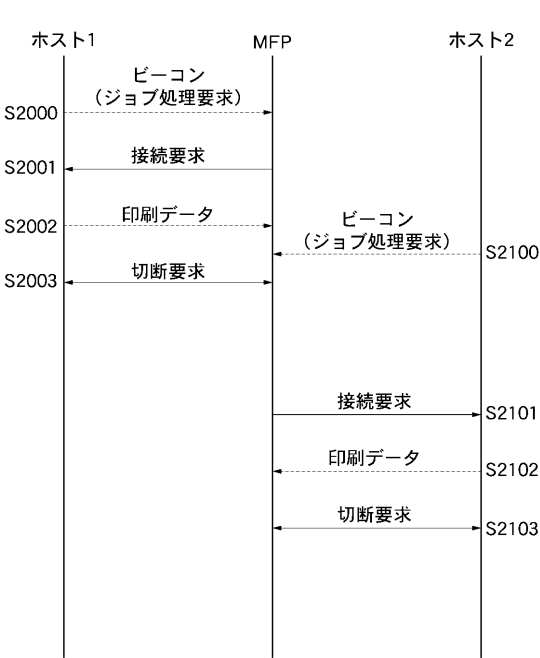 ホスト1
MFP
ホスト2
ビーコン
（ジョブ処理要求）
S2000
接続要求
S2001
印刷データ
S2002
ビーコン
（ジョブ処理要求）
S2100
切断要求
S2003
接続要求
S2101
印刷データ
S2102
切断要求
S2103